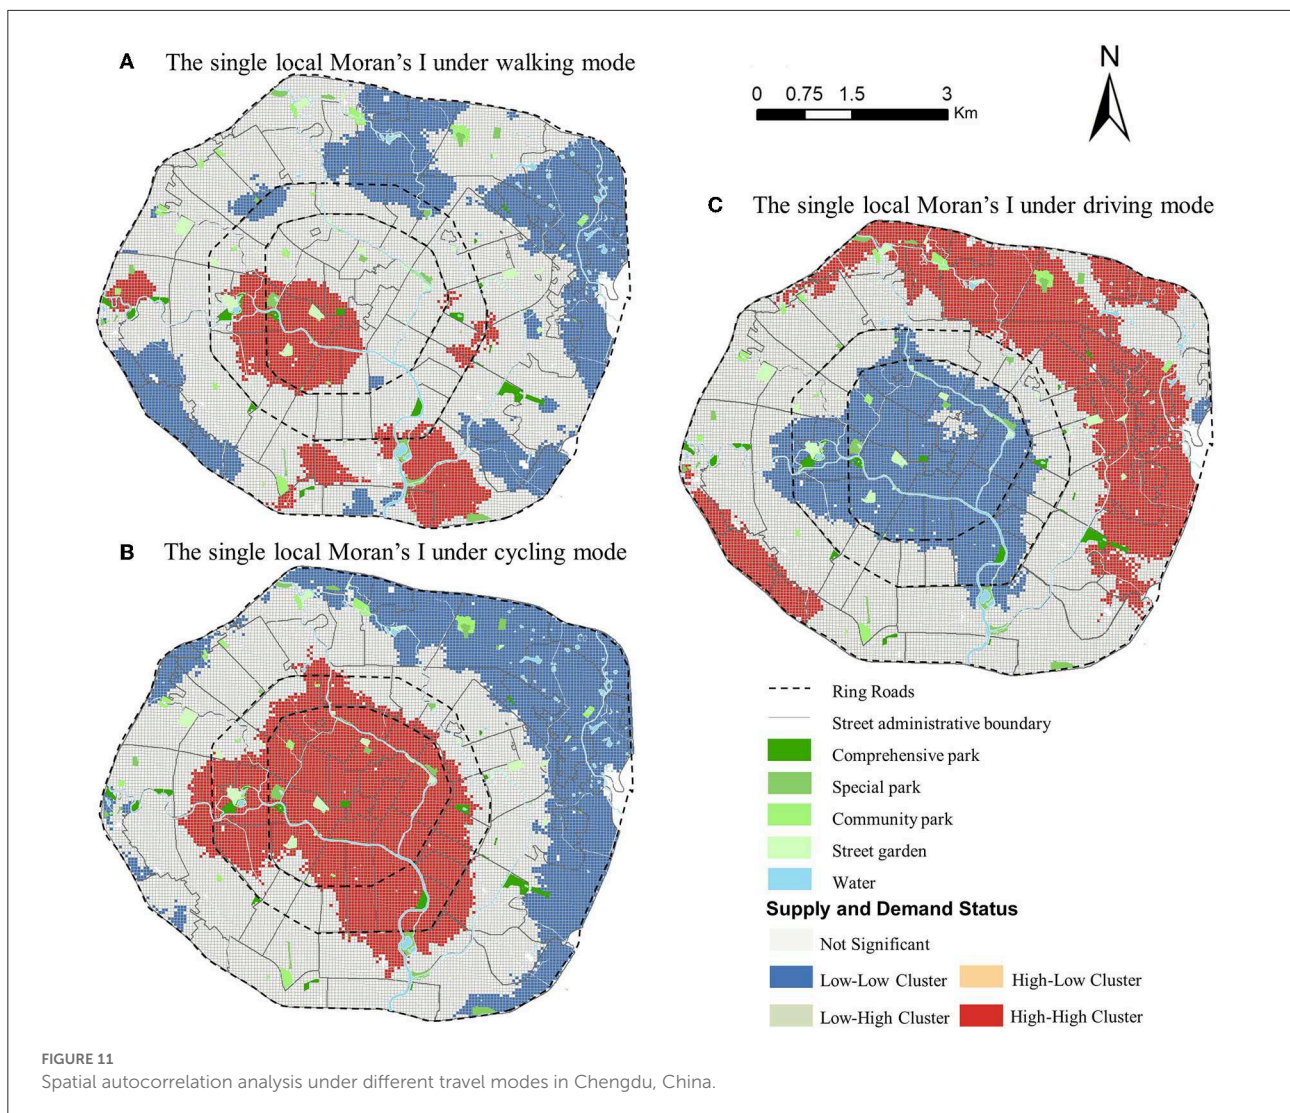 A The single local Moran's I under walking mode
N
0 0.75 1.5 3
Km
C The single local Moran's I under driving mode
B The single local Moran's I under cycling mode
Ring Roads
Street administrative boundary
Comprehensive park
Special park
Community park
Street garden
Water
Supply and Demand Status
Not Significant
Low-Low Cluster High-Low Cluster
Low-High Cluster High-High Cluster
FIGURE 11
Spatial autocorrelation analysis under different travel modes in Chengdu, China.